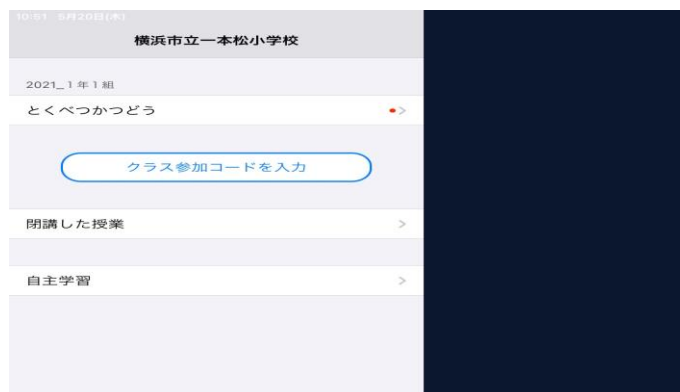 10:51 5月20日(木)
横浜市立一本松小学校
2021_1年1組
とくべつかつどう
クラス参加コードを入力
閉講した授業
自主学習